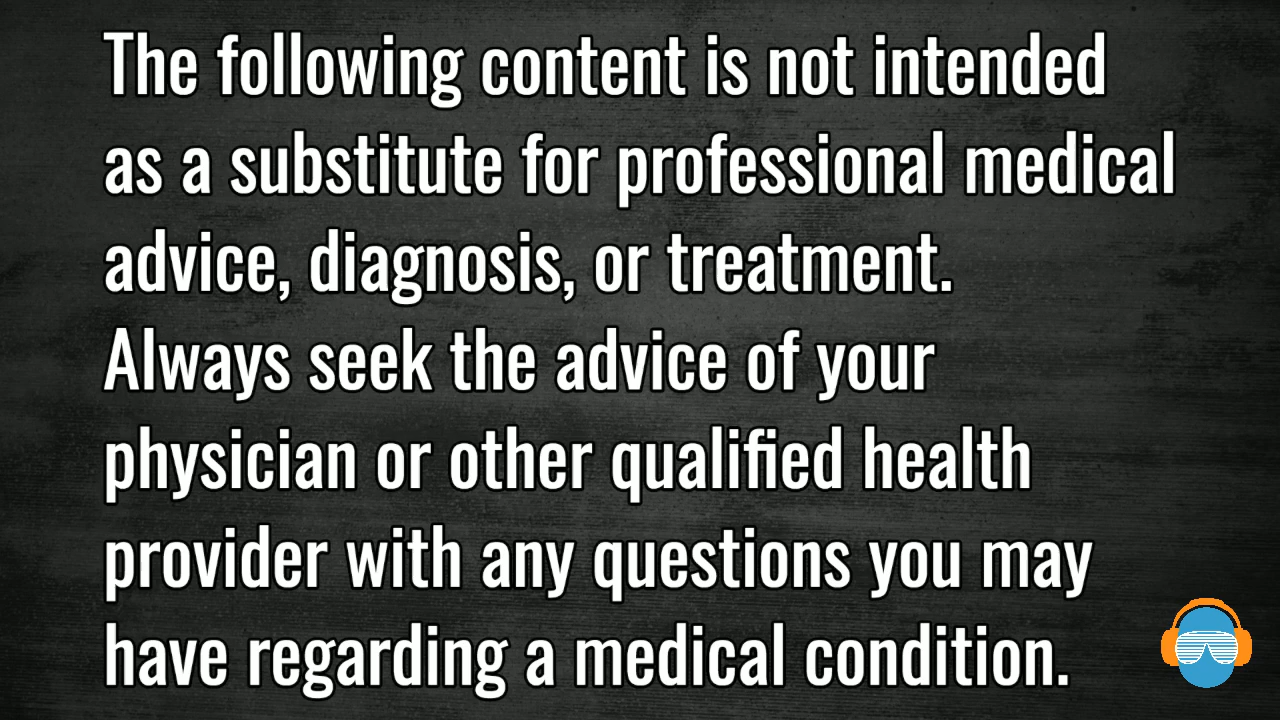 The following content is not intended
as a substitute for professional medical
advice, diagnosis, or treatment.
Always seek the advice of your
physician or other qualified health
provider with any questions you may
have regarding a medical condition.